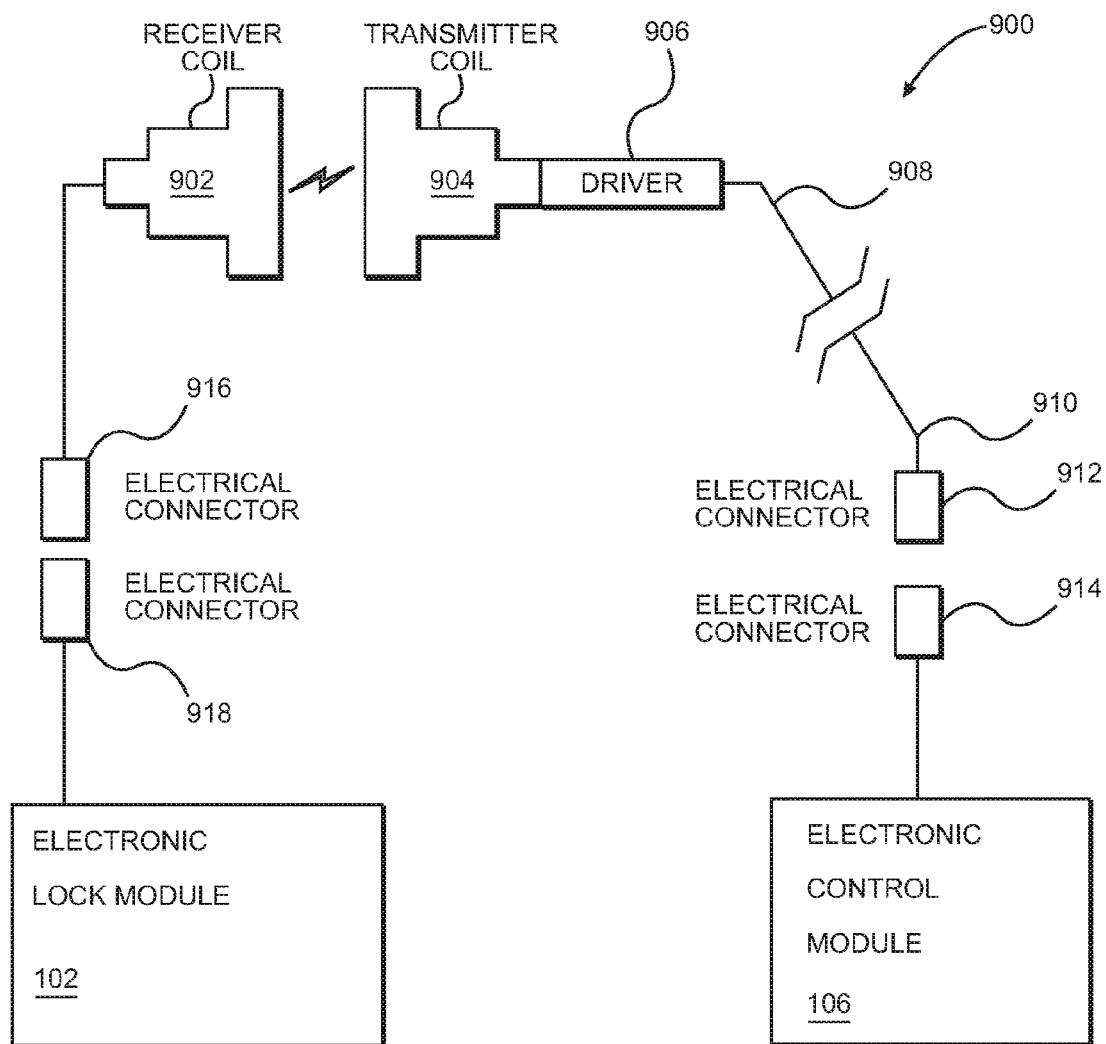 RECEIVER
COIL
TRANSMITTER
COIL
906
900
902
904
DRIVER
908
916
910
ELECTRICAL
CONNECTOR
ELECTRICAL
CONNECTOR
912
ELECTRICAL
CONNECTOR
ELECTRICAL
CONNECTOR
914
918
ELECTRONIC
LOCK MODULE
102
ELECTRONIC
CONTROL
MODULE
106